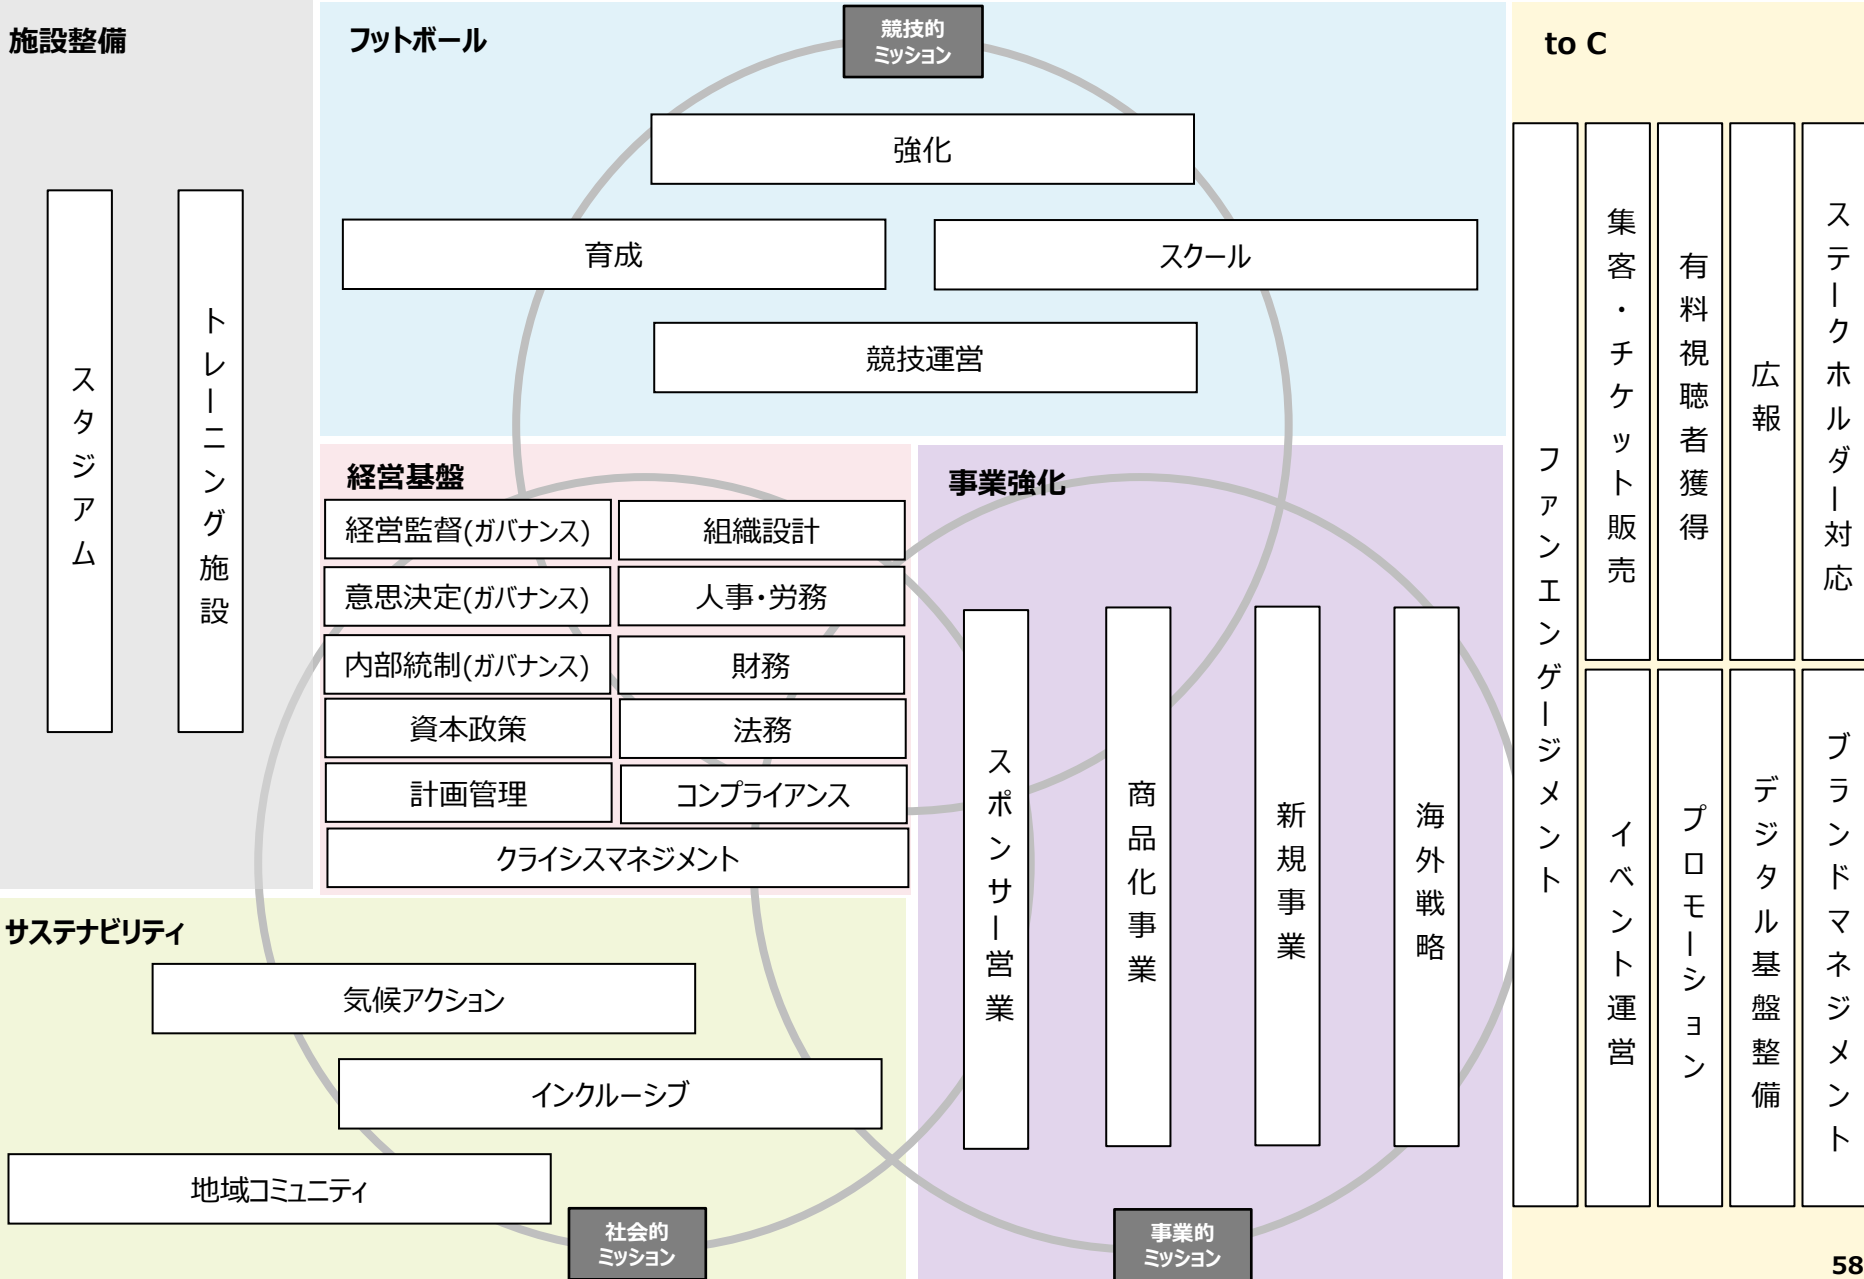 施設整備
スタジアム
トレーニング施設
フットボール
競技的
ミッション
強化
育成
スクール
競技運営
経営基盤
経営監督(ガバナンス)
組織設計
意思決定(ガバナンス)
人事・労務
内部統制(ガバナンス)
財務
資本政策
法務
計画管理
コンプライアンス
クライシスマネジメント
事業強化
スポンサー営業
商品化事業
新規事業
海外戦略
事業的
ミッション
サステナビリティ
気候アクション
インクルーシブ
地域コミュニティ
社会的
ミッション
to C
ファンエンゲージメント
集客・チケット販売
有料視聴者獲得
広報
ステークホルダー対応
イベント運営
プロモーション
デジタル基盤整備
ブランドマネジメント
58